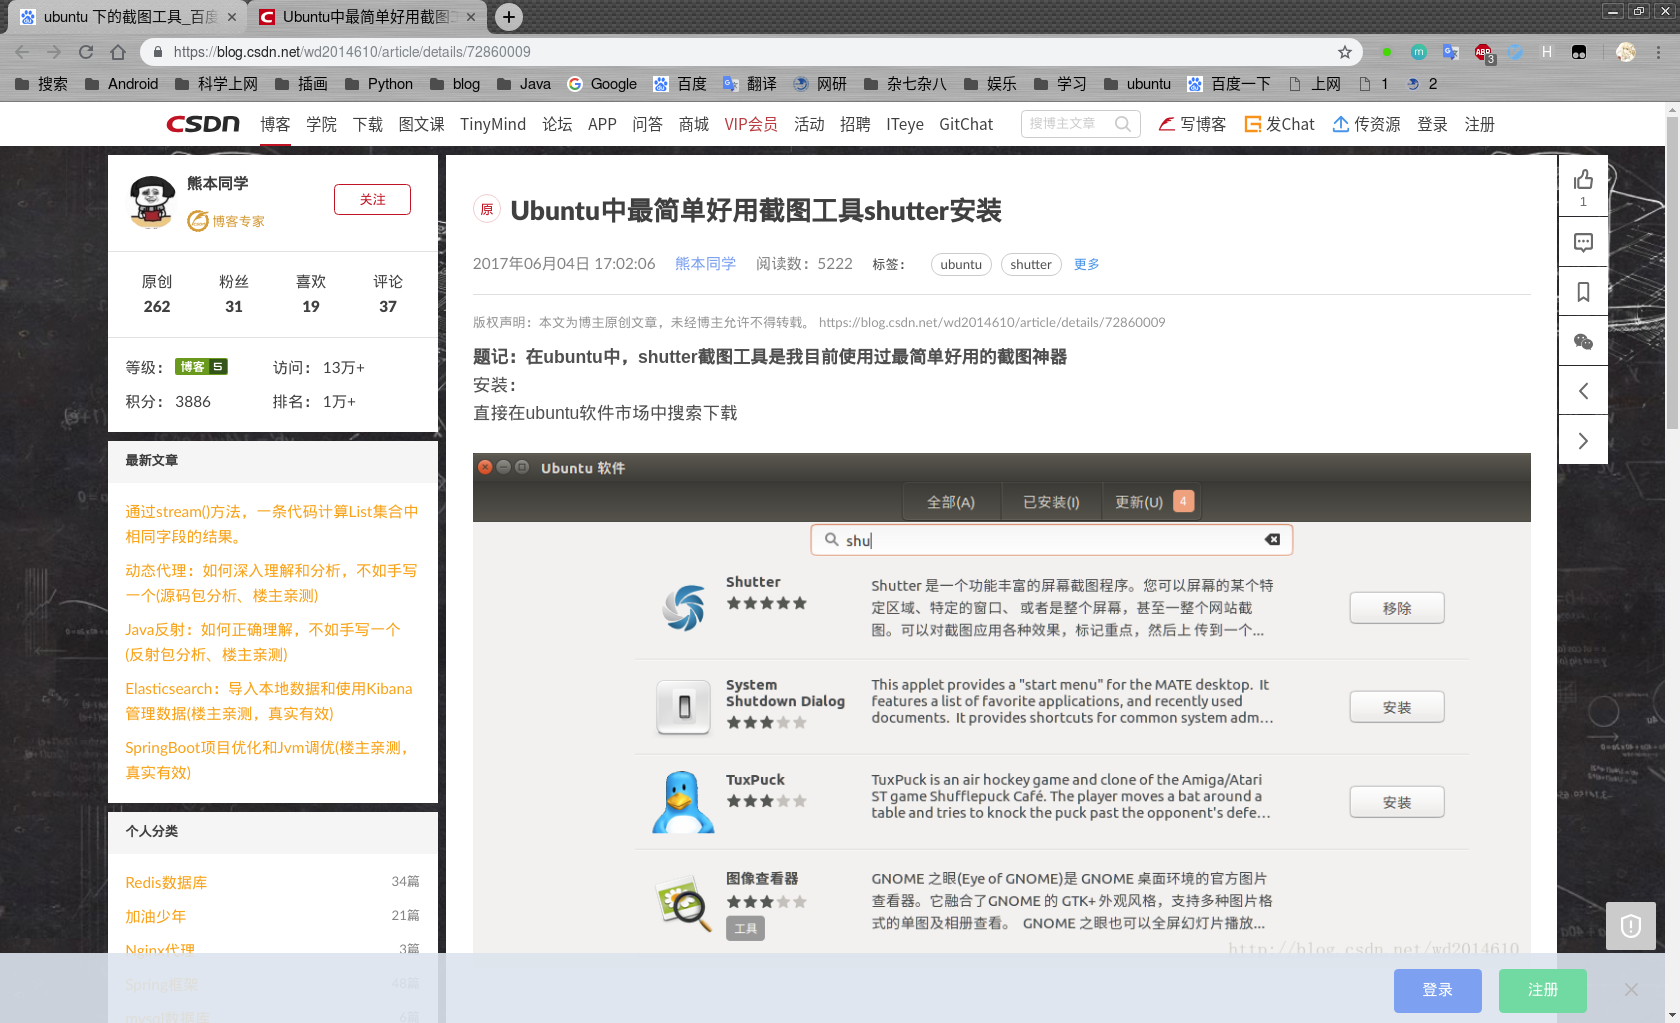 ubuntu 下的截图工具_百度
Ubuntu中最简单好用截图工
https://blog.csdn.net/wd2014610/article/details/72860009
ABP
3
m
H
搜索 Android 科学上网 插画 Python blog Java Google 百度 翻译 网研 杂七杂八 娱乐 学习 ubuntu 百度一下 上网 1 2
CSDN 博客 学院 下载 图文课 TinyMind 论坛 APP 问答 商城 VIP会员 活动 招聘 ITeye GitChat 搜博主文章 写博客 发Chat 传资源 登录 注册
熊本同学
博客专家
关注
原创 粉丝 喜欢 评论
262 31 19 37
等级： 博客 5 访问： 13万+
积分： 3886 排名： 1万+
最新文章
通过stream()方法，一条代码计算List集合中
相同字段的结果。
动态代理：如何深入理解和分析，不如手写
一个(源码包分析、楼主亲测)
Java反射：如何正确理解，不如手写一个
(反射包分析、楼主亲测)
Elasticsearch：导入本地数据和使用Kibana
管理数据(楼主亲测，真实有效)
SpringBoot项目优化和Jvm调优(楼主亲测，
真实有效)
个人分类
Redis数据库 34篇
加油少年 21篇
Nginx代理 3篇
Spring框架 48篇
mysql数据库 6篇
原 Ubuntu中最简单好用截图工具shutter安装
2017年06月04日 17:02:06 熊本同学 阅读数：5222 标签： ubuntu shutter 更多
版权声明：本文为博主原创文章，未经博主允许不得转载。 https://blog.csdn.net/wd2014610/article/details/72860009
题记：在ubuntu中，shutter截图工具是我目前使用过最简单好用的截图神器
安装：
直接在ubuntu软件市场中搜索下载
Ubuntu 软件
全部(A) 已安装(I) 更新(U) 4
shu
Shutter
Shutter 是一个功能丰富的屏幕截图程序。您可以屏幕的某个特
定区域、特定的窗口、 或者是整个屏幕，甚至一整个网站截
图。可以对截图应用各种效果，标记重点，然后上 传到一个...
移除
System
Shutdown Dialog
This applet provides a "start menu" for the MATE desktop. It
features a list of favorite applications, and recently used
documents. It provides shortcuts for common system adm...
安装
TuxPuck
TuxPuck is an air hockey game and clone of the Amiga/Atari
ST game Shufflepuck Café. The player moves a bat around a
table and tries to knock the puck past the opponent's defe...
安装
图像查看器
工具
GNOME 之眼(Eye of GNOME)是 GNOME 桌面环境的官方图片
查看器。它融合了GNOME 的 GTK+ 外观风格，支持多种图片格
式的单图及相册查看。 GNOME 之眼也可以全屏幻灯片播放...
http://blog.csdn.net/wd2014610
1
登录 注册